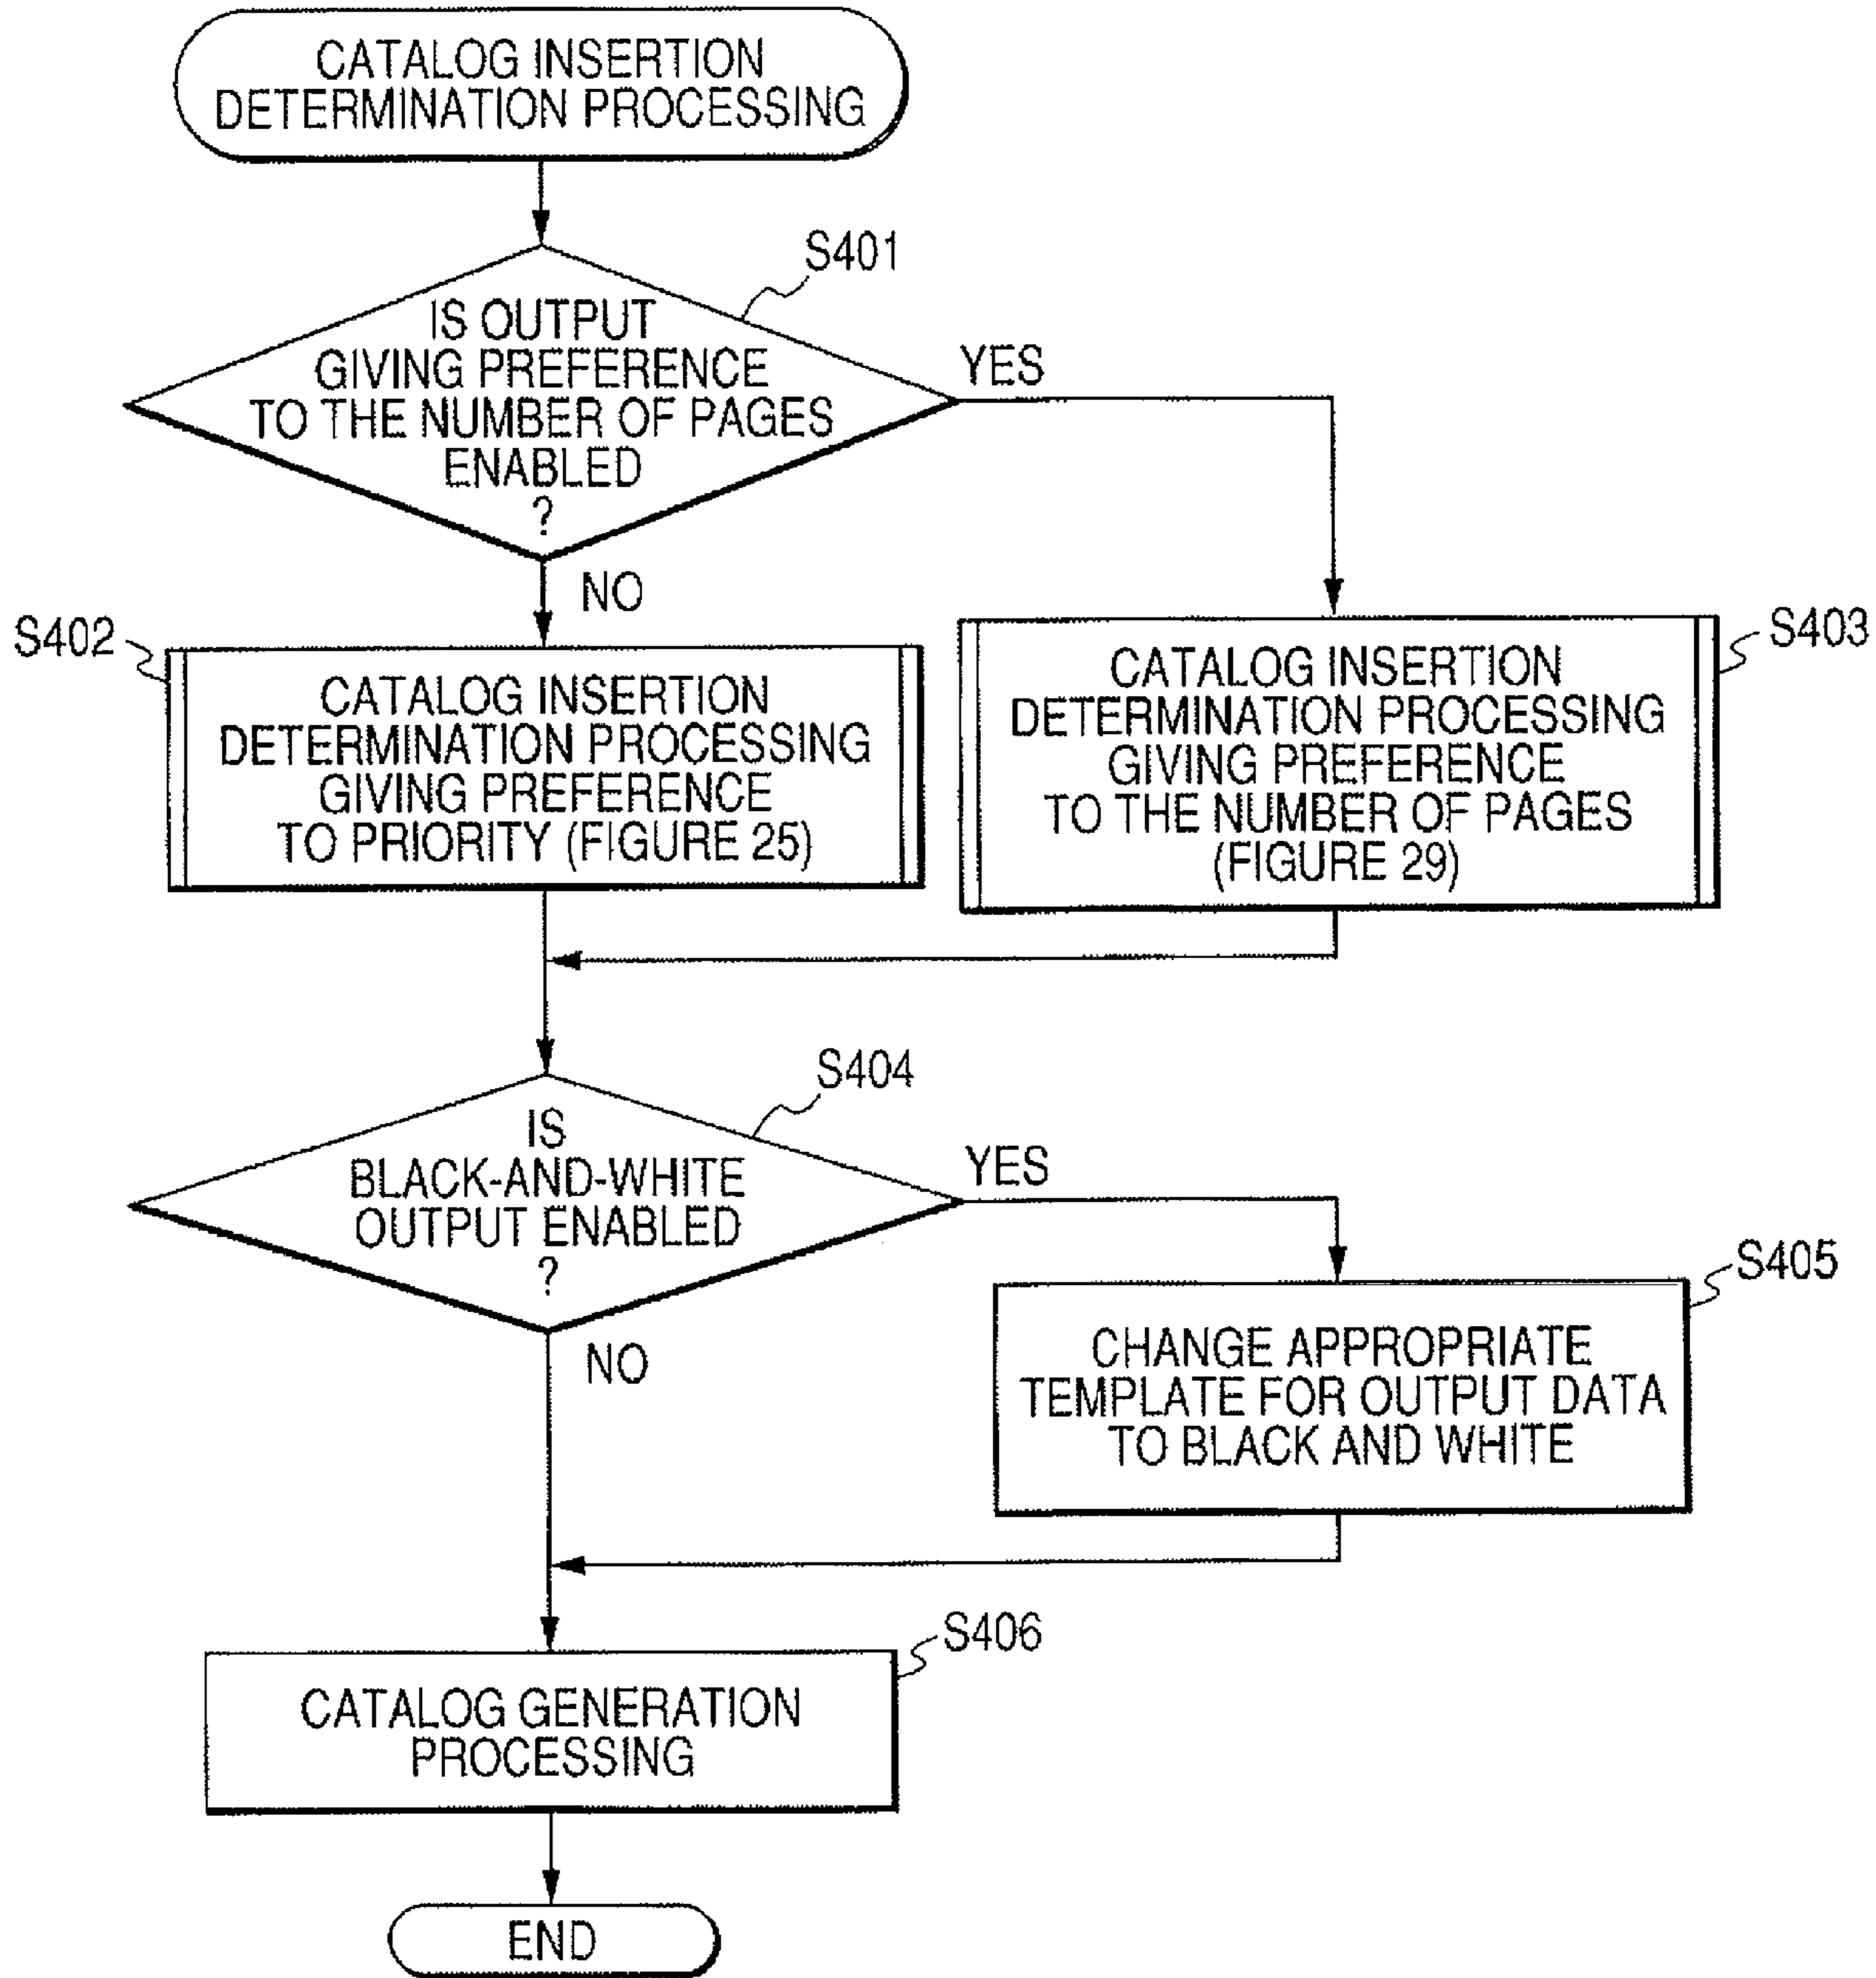 CATALOG INSERTION
DETERMINATION PROCESSING
S401
IS OUTPUT
GIVING PREFERENCE
TO THE NUMBER OF PAGES
ENABLED
?
YES
NO
S402
CATALOG INSERTION
DETERMINATION PROCESSING
GIVING PREFERENCE
TO PRIORITY (FIGURE 25)
S403
CATALOG INSERTION
DETERMINATION PROCESSING
GIVING PREFERENCE
TO THE NUMBER OF PAGES
(FIGURE 29)
S404
IS
BLACK-AND-WHITE
OUTPUT ENABLED
?
YES
NO
S405
CHANGE APPROPRIATE
TEMPLATE FOR OUTPUT DATA
TO BLACK AND WHITE
S406
CATALOG GENERATION
PROCESSING
END